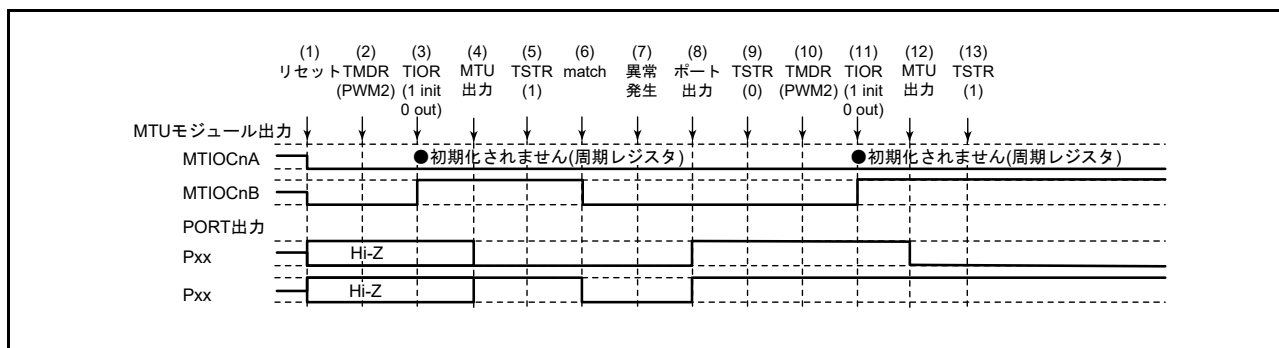 (1) (2) (3) (4) (5) (6) (7) (8) (9) (10) (11) (12) (13)
リセット TMDR TIOR MTU TSTR match 異常 ポート TSTR TMDR TIOR MTU TSTR
(PWM2) (1 init 出力 (1) 発生 出力 (0) (PWM2) (1 init 出力 (1)
0 out) 0 out)
MTUモジュール出力
MTIOCnA ●初期化されません(周期レジスタ) ●初期化されません(周期レジスタ)
MTIOCnB
PORT出力
Pxx Hi-Z
Pxx Hi-Z